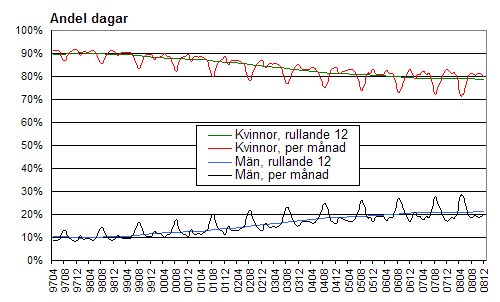 Andel dagar
100%
90%
80%
70%
60%
50%
40%
30%
20%
10%
0%
Kvinnor, rullande 12
Kvinnor, per månad
Män, rullande 12
Män, per månad
9704 9708 9712 9804 9808 9812 9904 9908 9912 0004 0008 0012 0104 0108 0112 0204 0208 0212 0304 0308 0312 0404 0408 0412 0504 0508 0512 0604 0608 0612 0704 0708 0712 0804 0808 0812